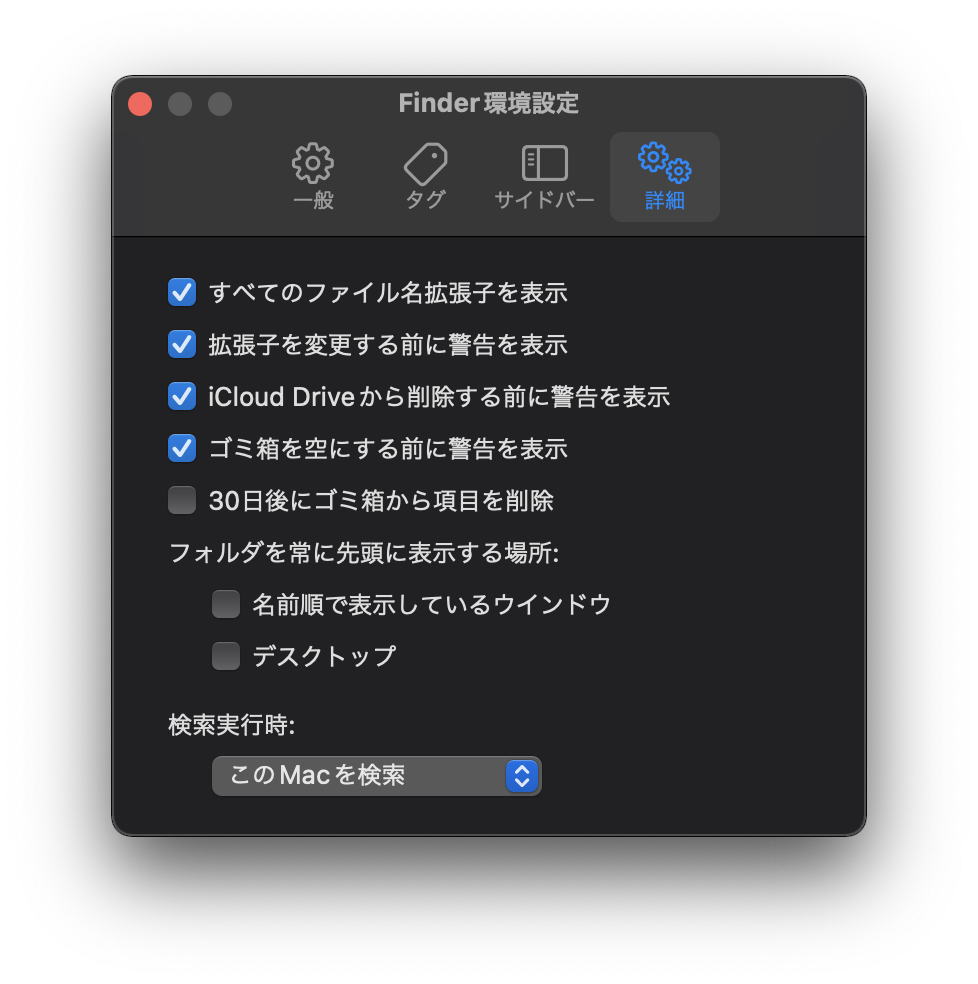 Finder環境設定
一般
タグ
サイドバー
詳細
すべてのファイル名拡張子を表示
拡張子を変更する前に警告を表示
iCloud Driveから削除する前に警告を表示
ゴミ箱を空にする前に警告を表示
30日後にゴミ箱から項目を削除
フォルダを常に先頭に表示する場所:
名前順で表示しているウインドウ
デスクトップ
検索実行時:
このMacを検索